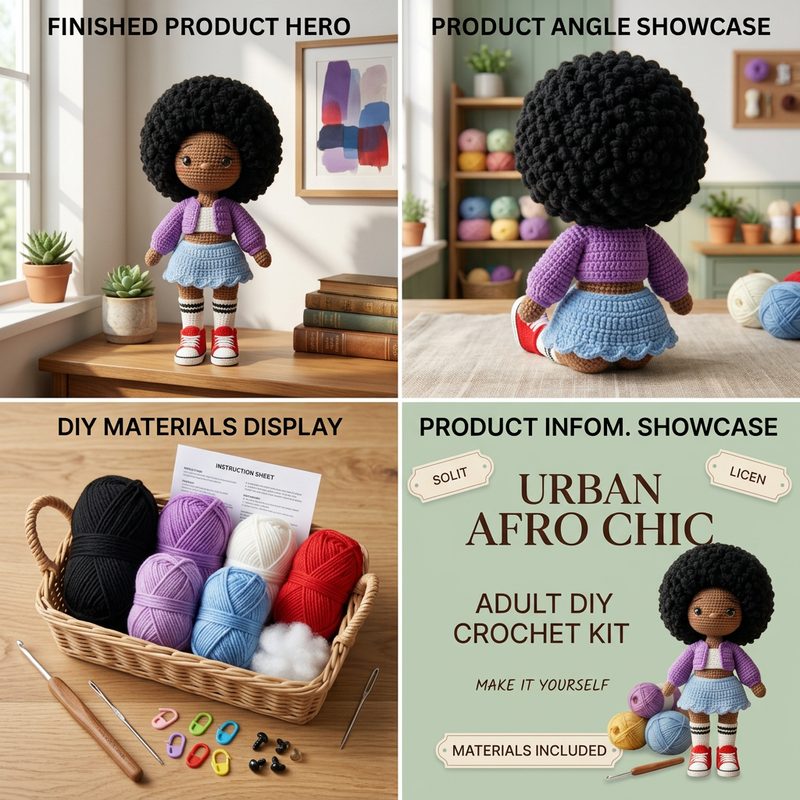 FINISHED PRODUCT HERO
PRODUCT ANGLE SHOWCASE
DIY MATERIALS DISPLAY
INSTRUCTION SHEET
PRODUCT INFOM. SHOWCASE
SOLIT
LICEN
URBAN
AFRO CHIC
ADULT DIY
CROCHET KIT
MAKE IT YOURSELF
MATERIALS INCLUDED